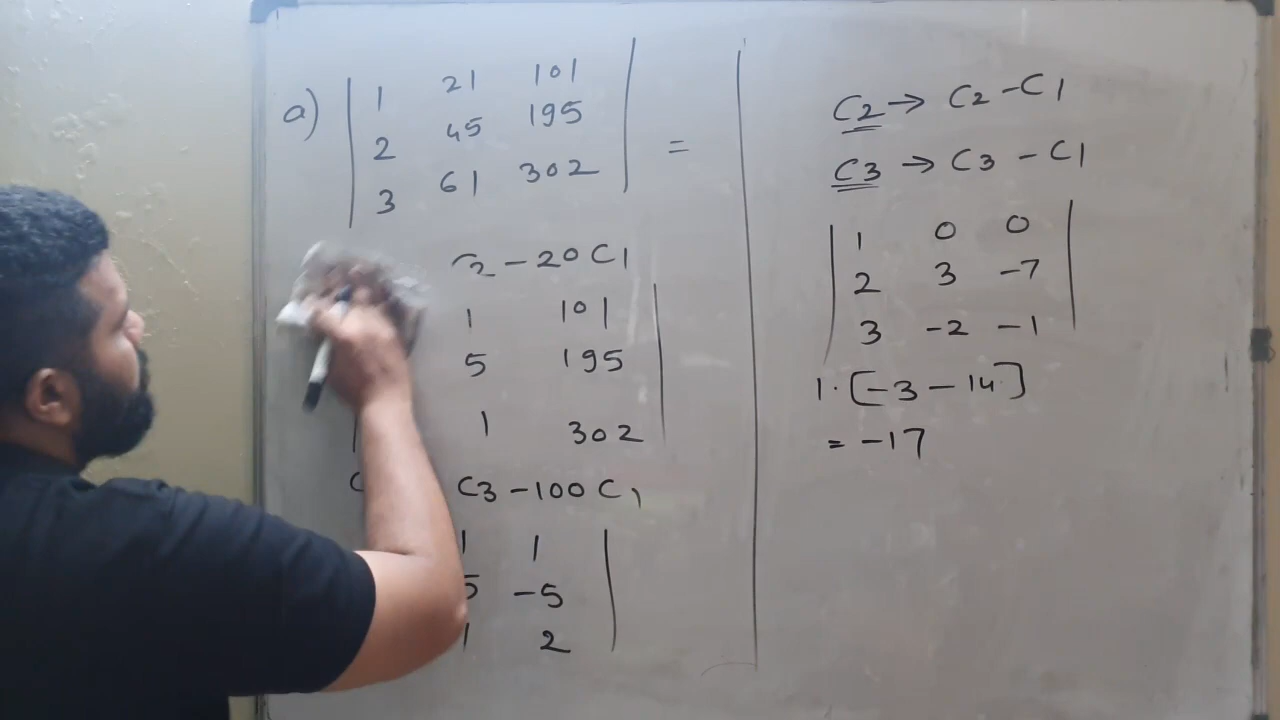 a) | 1 21 101 | =
| 2 45 195 |
| 3 61 302 |
C2 - 20 C1
1 101 |
5 195 |
1 302 |
C3 - 100 C1
1 1 |
5 -5 |
1 2 |
C2 → C2 - C1
C3 → C3 - C1
| 1 0 0 |
| 2 3 -7 |
| 3 -2 -1 |
1. [-3 - 14]
= -17